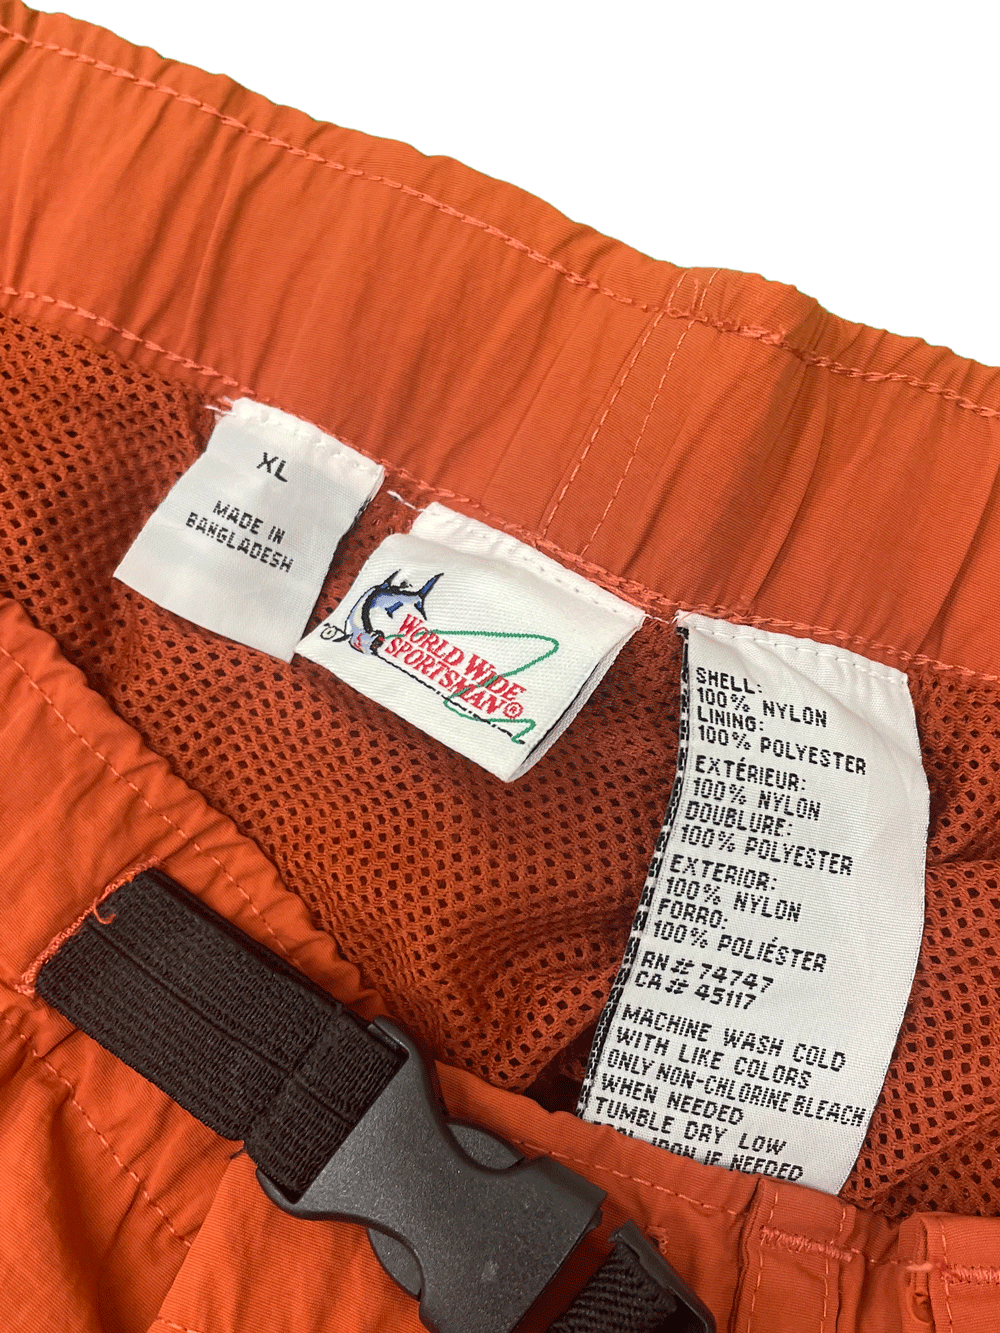 XL
MADE IN
BANGLADESH
WORLD WIDE
SPORTSMAN®
SHELL:
100% NYLON
LINING:
100% POLYESTER
EXTÉRIEUR:
100% NYLON
DOUBLURE:
100% POLYESTER
EXTERIOR:
100% NYLON
FORRO:
100% POLIÉSTER
RN# 74747
CA# 45117
MACHINE WASH COLD
WITH LIKE COLORS
ONLY NON-CHLORINE BLEACH
WHEN NEEDED
TUMBLE DRY LOW
IRON IF NEEDED